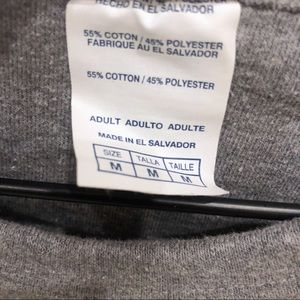 HECHO EN EL SALVADOR
55% COTTON / 45% POLYESTER
FABRIQUE AU EL SALVADOR
55% COTTON / 45% POLYESTER
ADULT ADULTO ADULTE
MADE IN EL SALVADOR
SIZE TALLA TAILLE
M M M